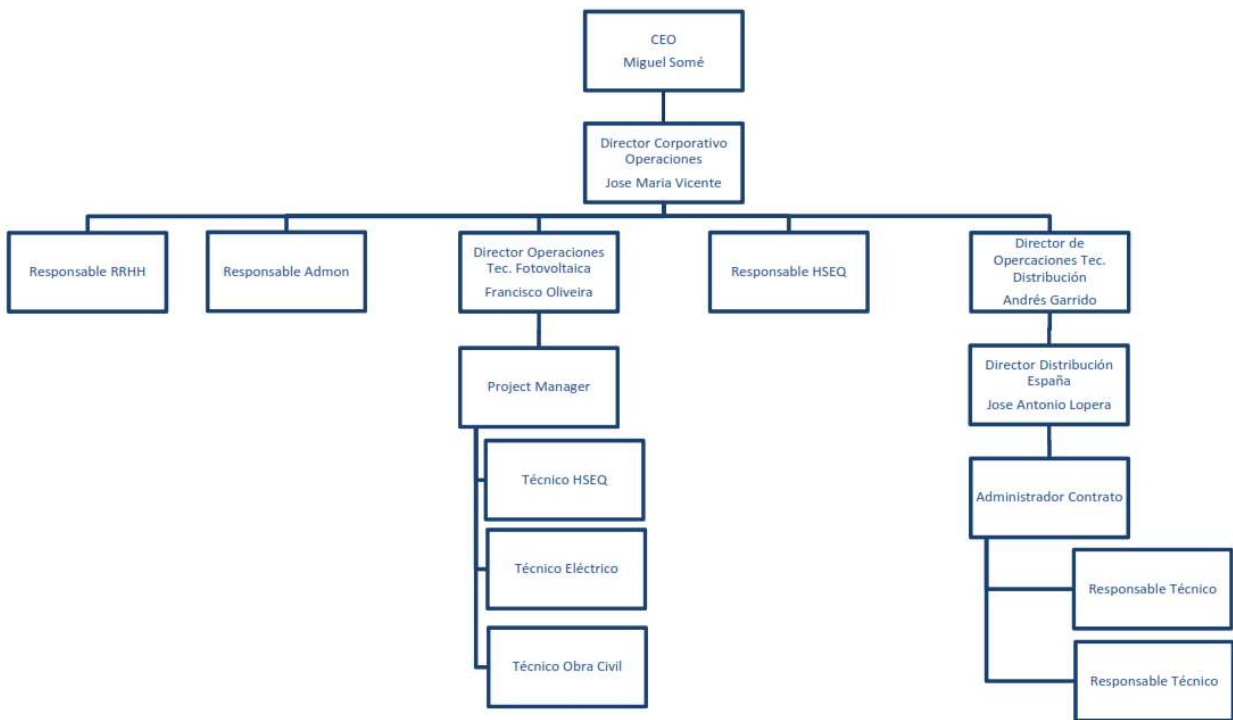 CEO
Miguel Somé
Director Corporativo
Operaciones
Jose Maria Vicente
Responsable RRHH
Responsable Admon
Director Operaciones
Tec. Fotovoltaica
Francisco Oliveira
Responsable HSEQ
Director de
Opercaciones Tec.
Distribución
Andrés Garrido
Project Manager
Director Distribución
España
Jose Antonio Lopera
Técnico HSEQ
Administrador Contrato
Técnico Eléctrico
Responsable Técnico
Técnico Obra Civil
Responsable Técnico